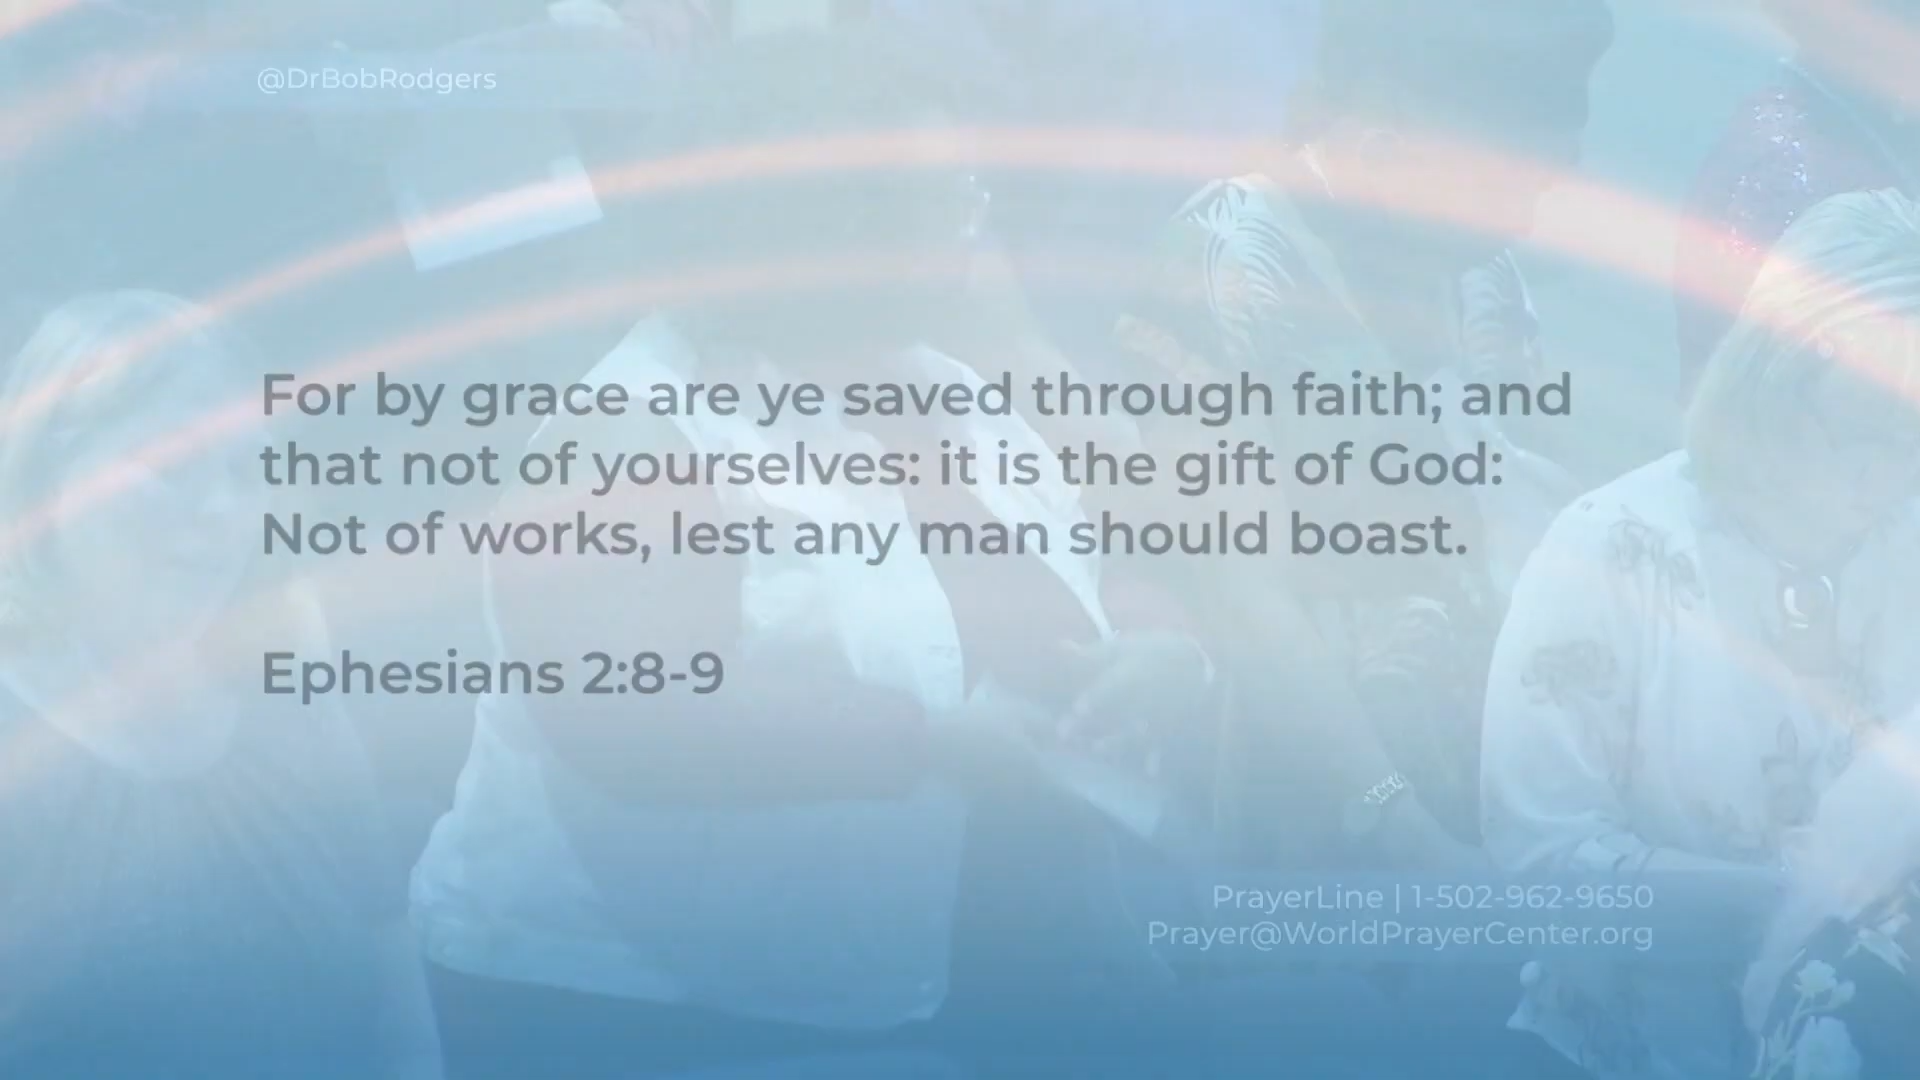 @DrBobRodgers
For by grace are ye saved through faith; and
that not of yourselves: it is the gift of God:
Not of works, lest any man should boast.
Ephesians 2:8-9
PrayerLine | 1-502-962-9650
Prayer@WorldPrayerCenter.org